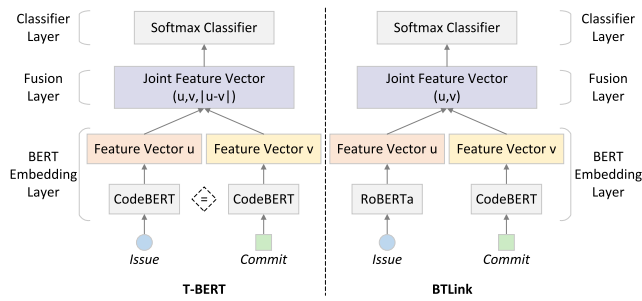 Classifier
Layer
Softmax Classifier
Fusion
Layer
Joint Feature Vector
(u,v,|u-v|)
BERT
Embedding
Layer
Feature Vector u
Feature Vector v
CodeBERT
=
CodeBERT
Issue
Commit
T-BERT
Softmax Classifier
Classifier
Layer
Joint Feature Vector
(u,v)
Fusion
Layer
Feature Vector u
Feature Vector v
BERT
Embedding
Layer
RoBERTa
CodeBERT
Issue
Commit
BTLink